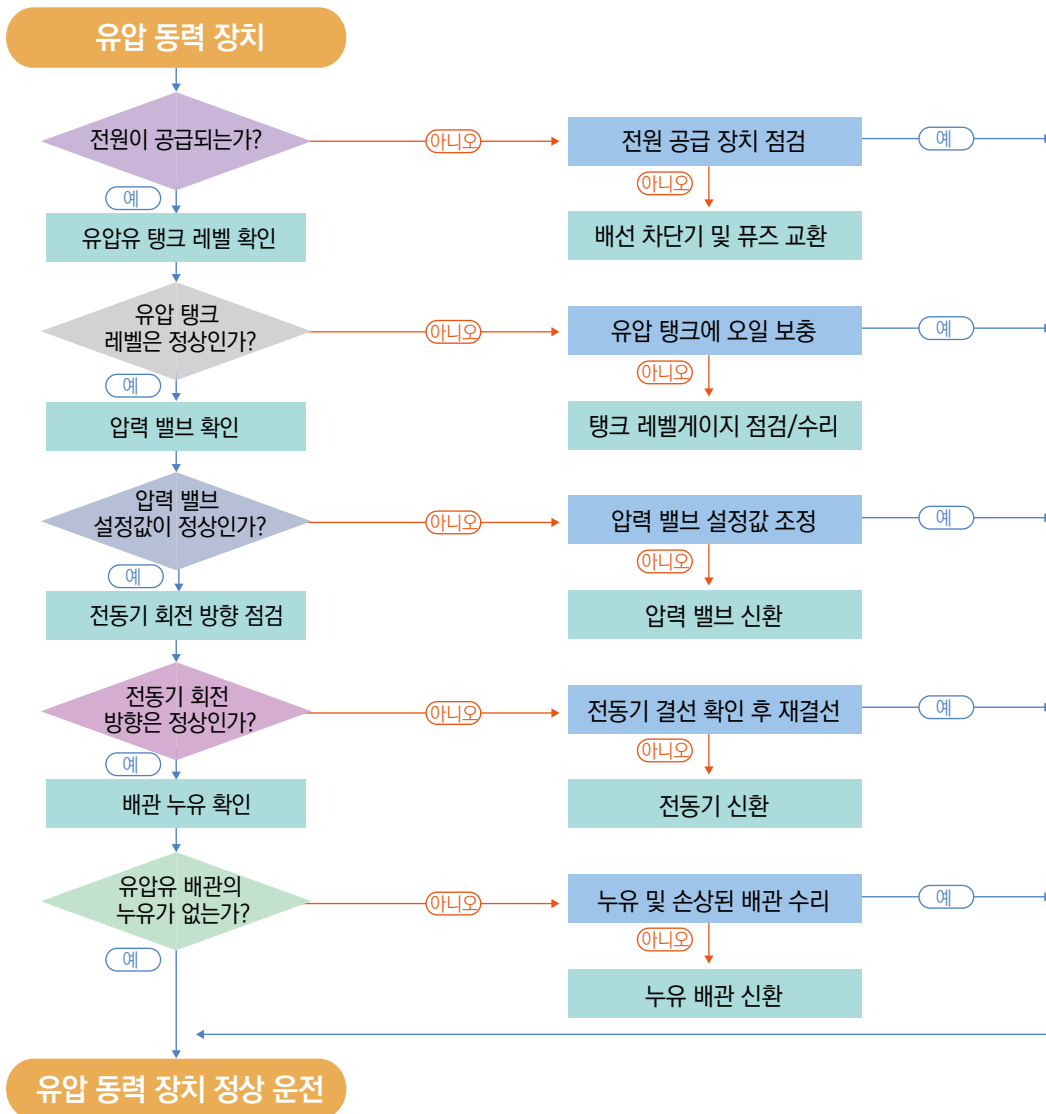 유압 동력 장치
전원이 공급되는가?
아니오
전원 공급 장치 점검
예
아니오
배선 차단기 및 퓨즈 교환
예
유압유 탱크 레벨 확인
유압 탱크
레벨은 정상인가?
아니오
유압 탱크에 오일 보충
예
아니오
탱크 레벨게이지 점검/수리
예
압력 밸브 확인
압력 밸브
설정값이 정상인가?
아니오
압력 밸브 설정값 조정
예
아니오
압력 밸브 신환
예
전동기 회전 방향 점검
전동기 회전
방향은 정상인가?
아니오
전동기 결선 확인 후 재결선
예
아니오
전동기 신환
예
배관 누유 확인
유압유 배관의
누유가 없는가?
아니오
누유 및 손상된 배관 수리
예
아니오
누유 배관 신환
예
유압 동력 장치 정상 운전